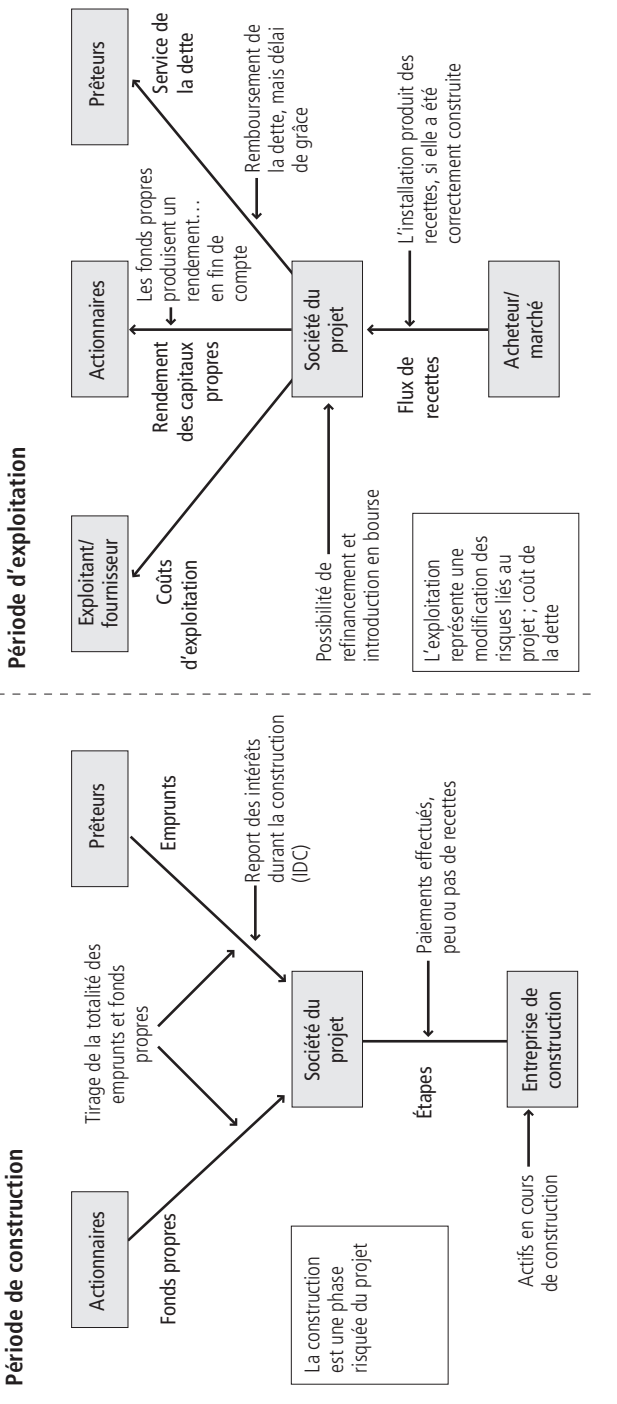 Période de construction
Actionnaires
Prêteurs
Tirage de la totalité des
emprunts et fonds
propres
Fonds propres
Emprunts
Report des intérêts
durant la construction
(IDC)
La construction
est une phase
risquée du projet
Société du
projet
Étapes
Paiements effectués,
peu ou pas de recettes
Actifs en cours
de construction
Entreprise de
construction
Période d'exploitation
Exploitant/
fournisseur
Actionnaires
Prêteurs
Coûts
d'exploitation
Rendement
des capitaux
propres
Les fonds propres
produisent un
rendement…
en fin de
compte
Service de
la dette
Remboursement de
la dette, mais délai
de grâce
Possibilité de
refinancement et
introduction en bourse
Société du
projet
Flux de
recettes
L'installation produit des
recettes, si elle a été
correctement construite
L'exploitation
représente une
modification des
risques liés au
projet ; coût de
la dette
Acheteur/
marché